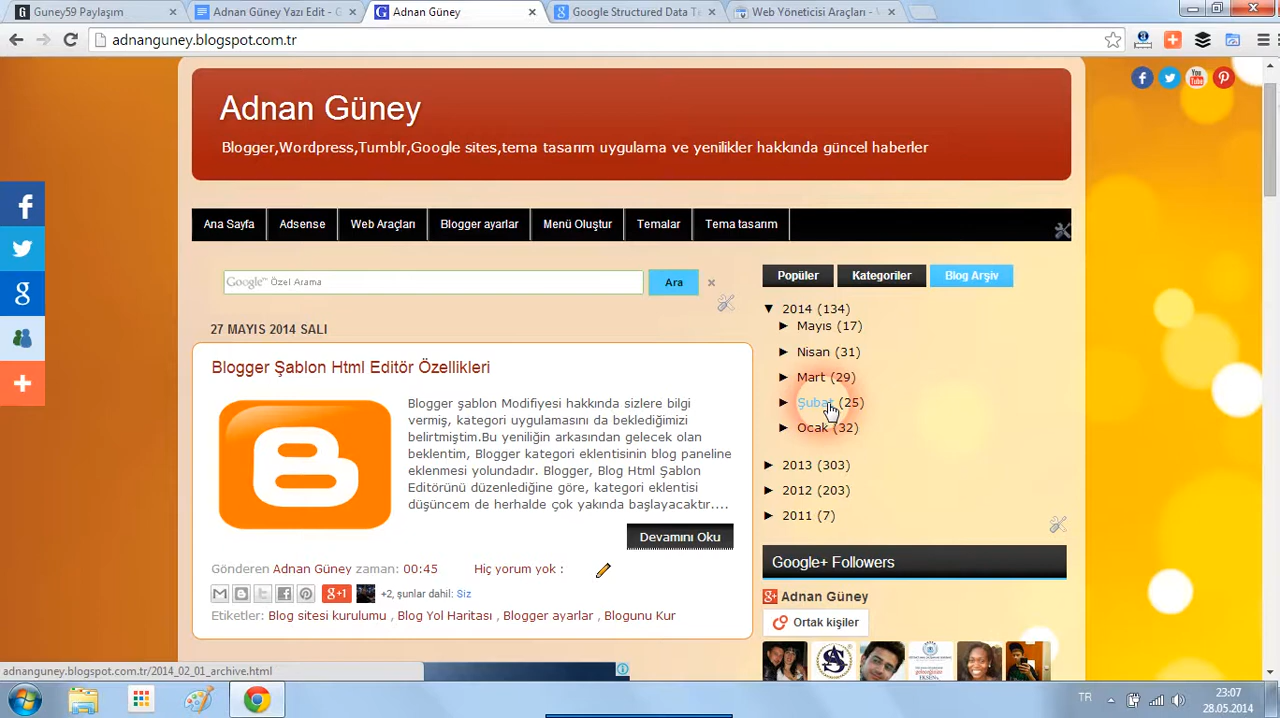 Guney59 Paylaşım
Adnan Güney Yazı Edit - G
Adnan Güney
Google Structured Data Te
Web Yöneticisi Araçları -
adnanguney.blogspot.com.tr
Adnan Güney
Blogger,Wordpress,Tumblr,Google sites,tema tasarım uygulama ve yenilikler hakkında güncel haberler
Ana Sayfa
Adsense
Web Araçları
Blogger ayarlar
Menü Oluştur
Temalar
Tema tasarım
Google™ Özel Arama
Ara
27 MAYIS 2014 SALI
Blogger Şablon Html Editör Özellikleri
Blogger şablon Modifiyesi hakkında sizlere bilgi
vermiş, kategori uygulamasını da beklediğimizi
belirtmiştim.Bu yeniliğin arkasından gelecek olan
beklentim, Blogger kategori eklentisinin blog paneline
eklenmesi yolundadır. Blogger, Blog Html Şablon
Editörünü düzenlediğine göre, kategori eklentisi
düşüncem de herhalde çok yakında başlayacaktır....
Devamını Oku
Gönderen Adnan Güney zaman: 00:45 Hiç yorum yok :
g+1 +2, şunlar dahil: Siz
Etiketler: Blog sitesi kurulumu , Blog Yol Haritası , Blogger ayarlar , Blogunu Kur
Popüler
Kategoriler
Blog Arşiv
▼ 2014 (134)
► Mayıs (17)
► Nisan (31)
► Mart (29)
► Şubat (25)
► Ocak (32)
► 2013 (303)
► 2012 (203)
► 2011 (7)
Google+ Followers
Adnan Güney
Ortak kişiler
adnanguney.blogspot.com.tr/2014_02_01_archive.html
TR
23:07
28.05.2014